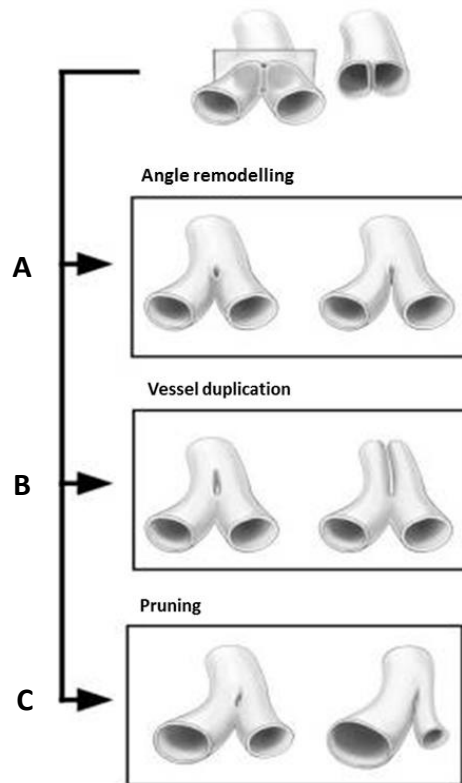 Angle remodelling
A
Vessel duplication
B
Pruning
C